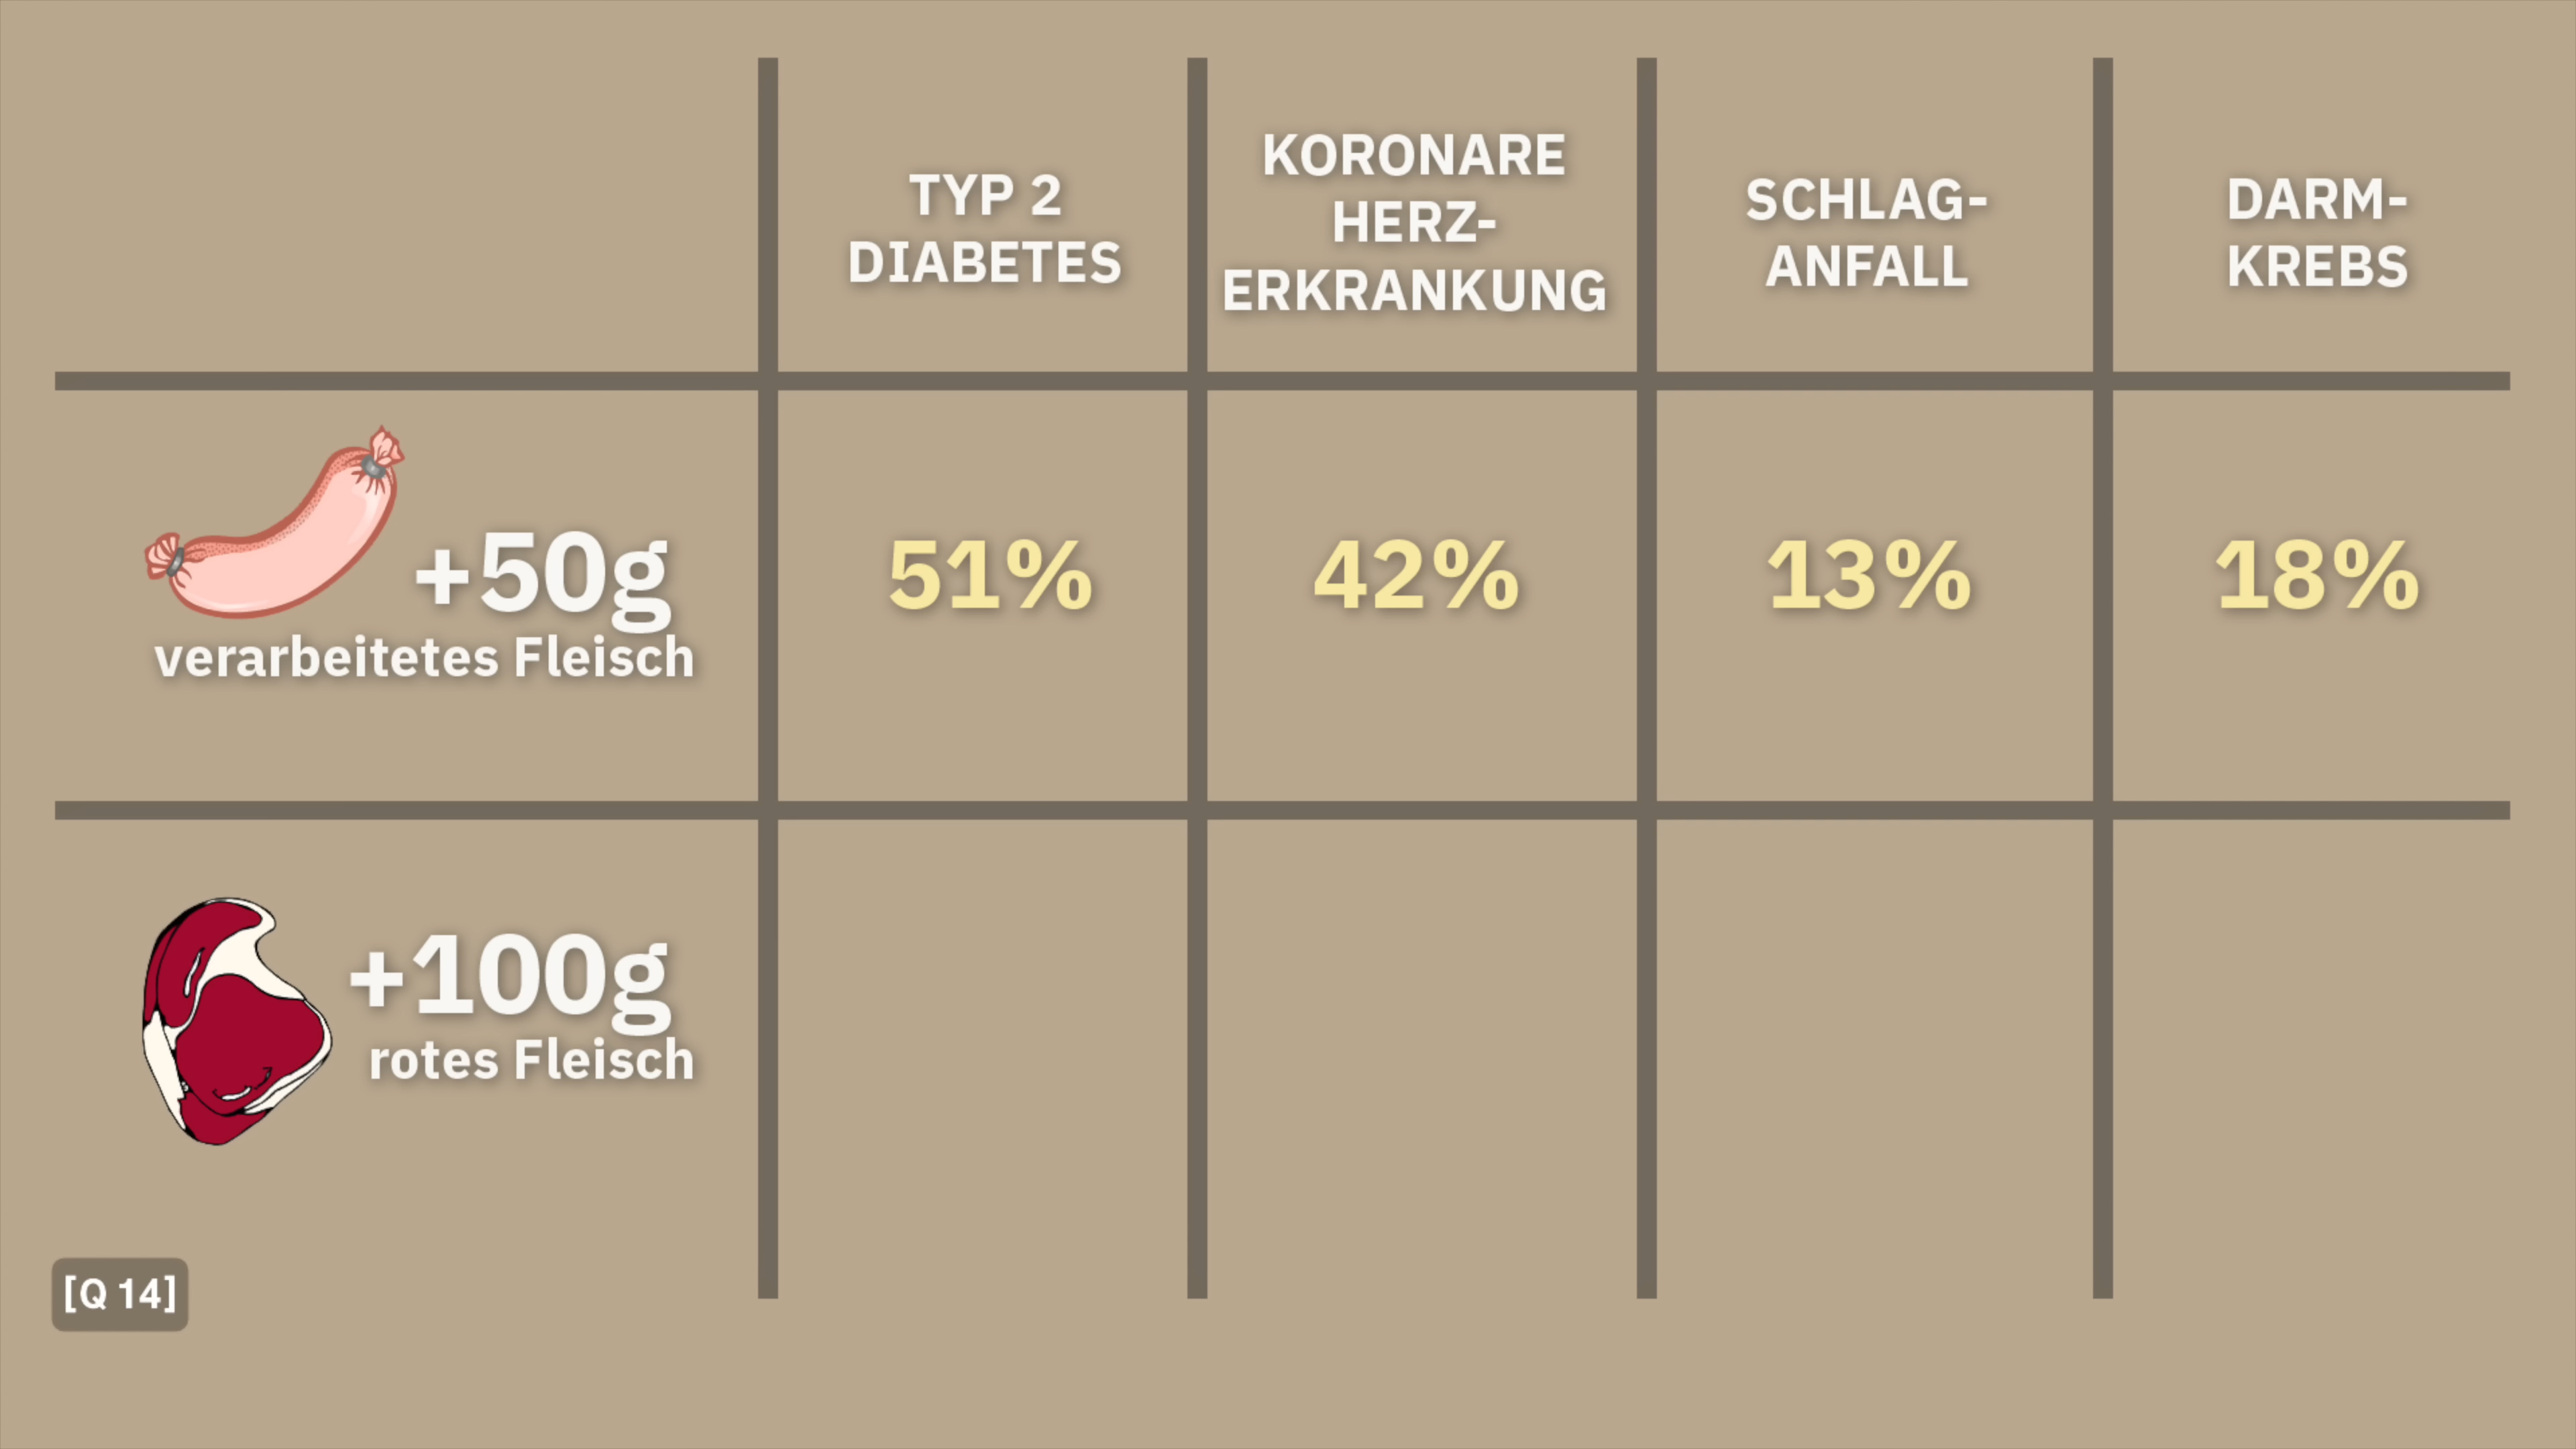 TYP 2
DIABETES
KORONARE
HERZ-
ERKRANKUNG
SCHLAG-
ANFALL
DARM-
KREBS
+50g
verarbeitetes Fleisch
51%
42%
13%
18%
+100g
rotes Fleisch
[Q 14]